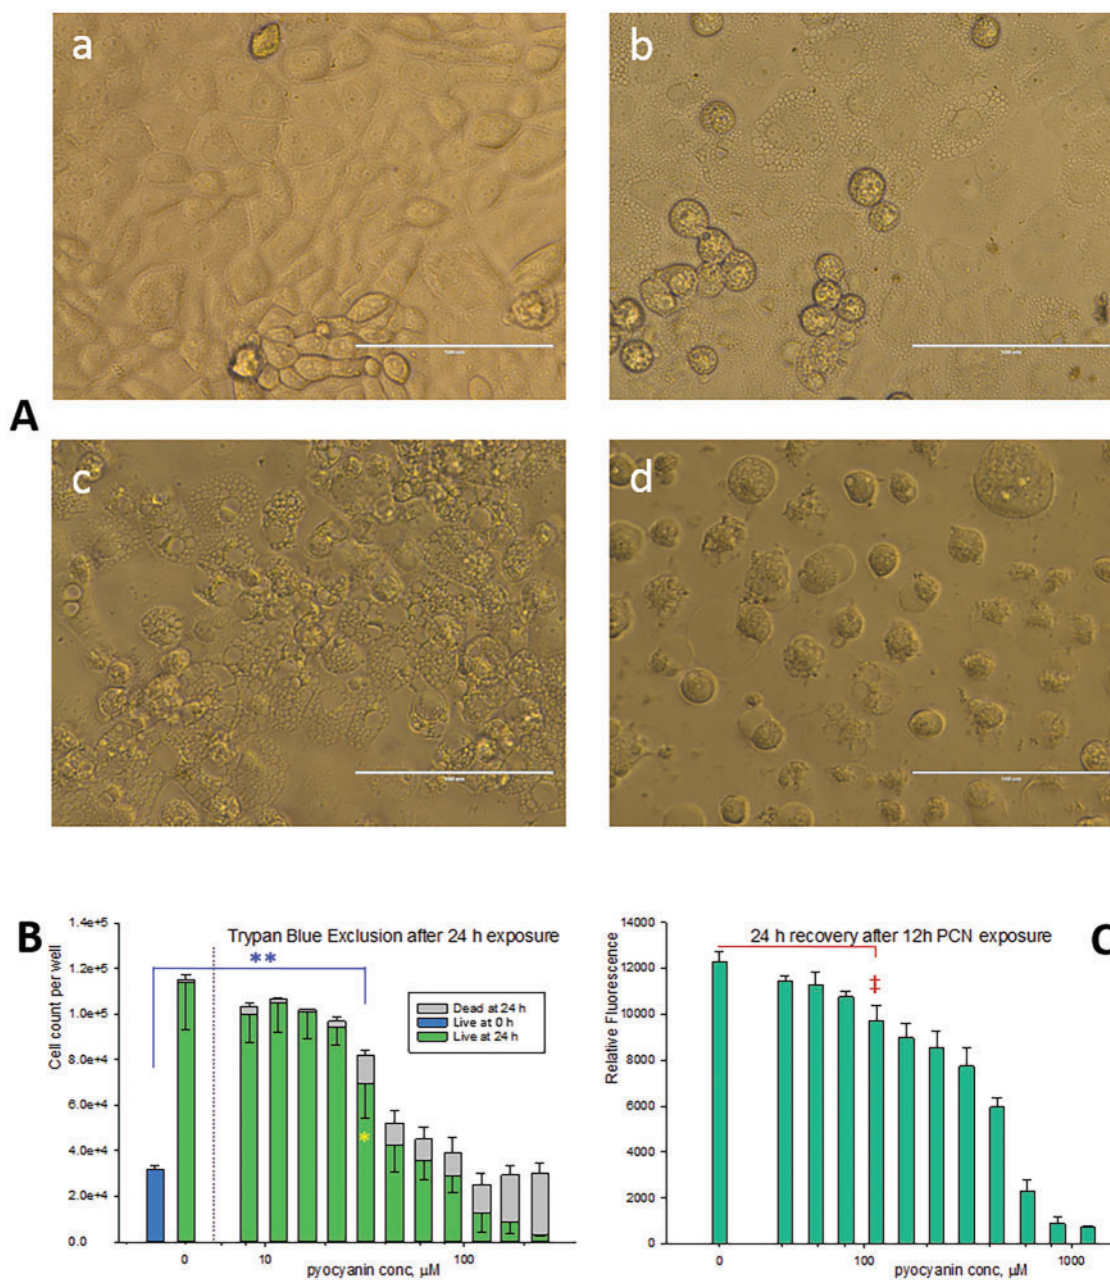 a
b
A
c
d
B
Trypan Blue Exclusion after 24 h exposure
**
Dead at 24 h
Live at 0 h
Live at 24 h
*
Cell count per well
1.4e+5
1.2e+5
1.0e+5
8.0e+4
6.0e+4
4.0e+4
2.0e+4
0.0
0
10
100
pyocyanin conc, µM
C
24 h recovery after 12h PCN exposure
‡
Relative Fluorescence
14000
12000
10000
8000
6000
4000
2000
0
0
100
1000
pyocyanin conc, µM